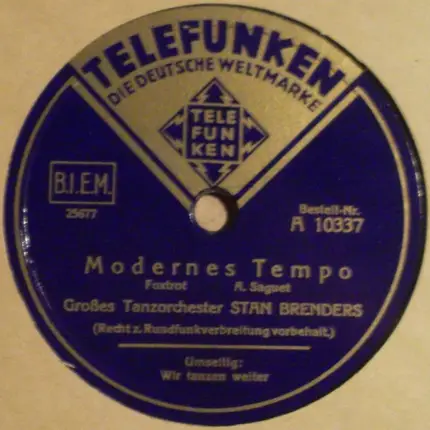 TELEFUNKEN
DIE DEUTSCHE WELTMARKE
TELE
FUN
KEN
B.I.E.M.
25677
Bestell-Nr.
A 10337
Modernes Tempo
Foxtrot A. Saguet
Großes Tanzorchester STAN BRENDERS
(Recht z. Rundfunkverbreitung vorbehalt.)
Umseitig:
Wir tanzen weiter